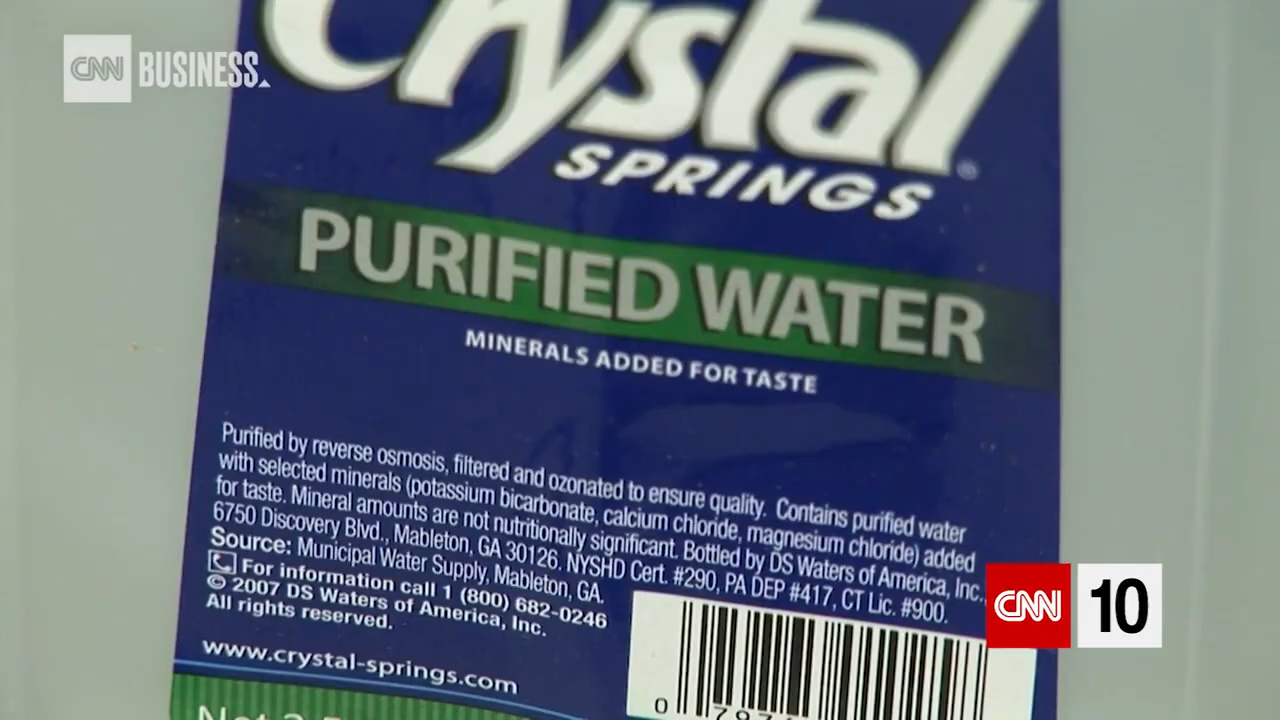 CNN BUSINESS
Crystal
SPRINGS
PURIFIED WATER
MINERALS ADDED FOR TASTE
Purified by reverse osmosis, filtered and ozonated to ensure quality. Contains purified water
with selected minerals (potassium bicarbonate, calcium chloride, magnesium chloride) added
for taste. Mineral amounts are not nutritionally significant. Bottled by DS Waters of America, Inc.,
6750 Discovery Blvd., Mableton, GA 30126. NYSHD Cert. #290, PA DEP #417, CT Lic. #900.
Source: Municipal Water Supply, Mableton, GA.
For information call 1 (800) 682-0246
© 2007 DS Waters of America, Inc.
All rights reserved.
www.crystal-springs.com
CNN 10